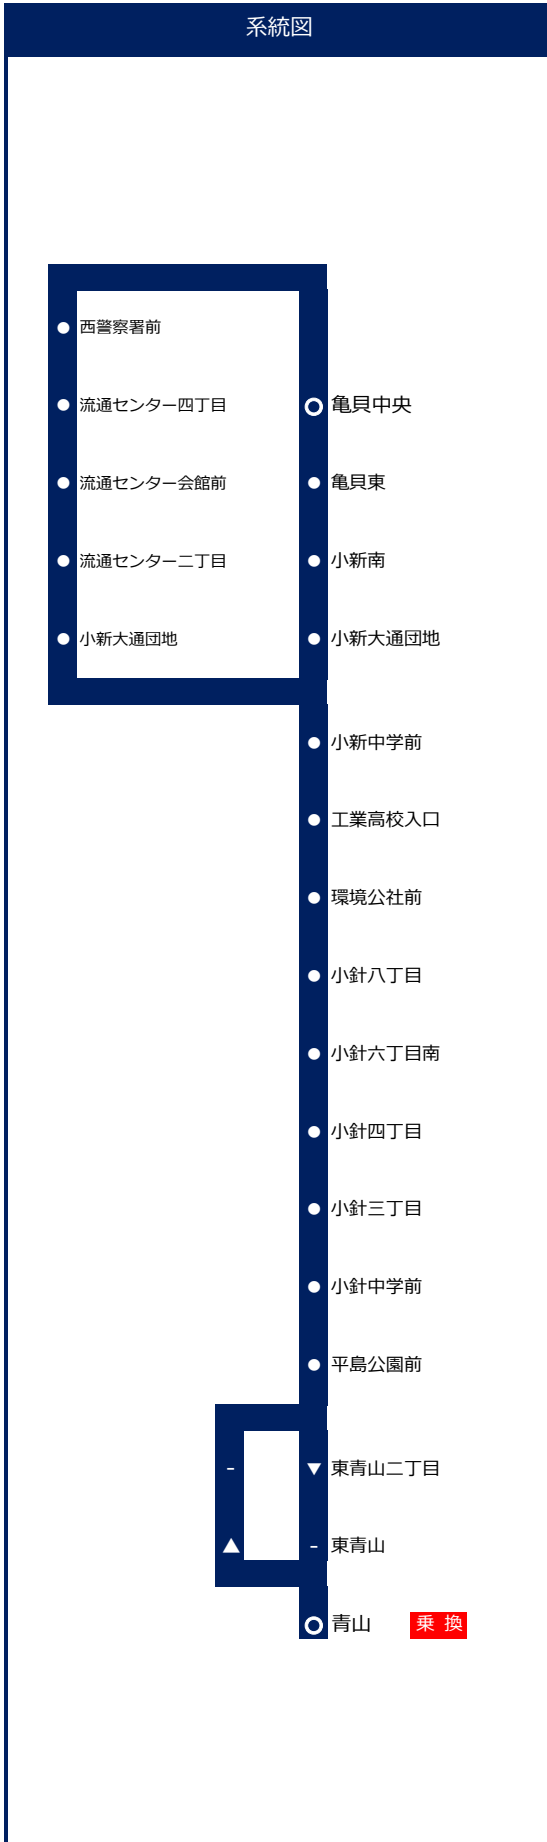 系統図
西警察署前
流通センター四丁目
亀貝中央
流通センター会館前
亀貝東
流通センター二丁目
小新南
小新大通団地
小新大通団地
小新中学前
工業高校入口
環境公社前
小針八丁目
小針六丁目南
小針四丁目
小針三丁目
小針中学前
平島公園前
-
▼
東青山二丁目
▲
-
東青山
青山
乗 換